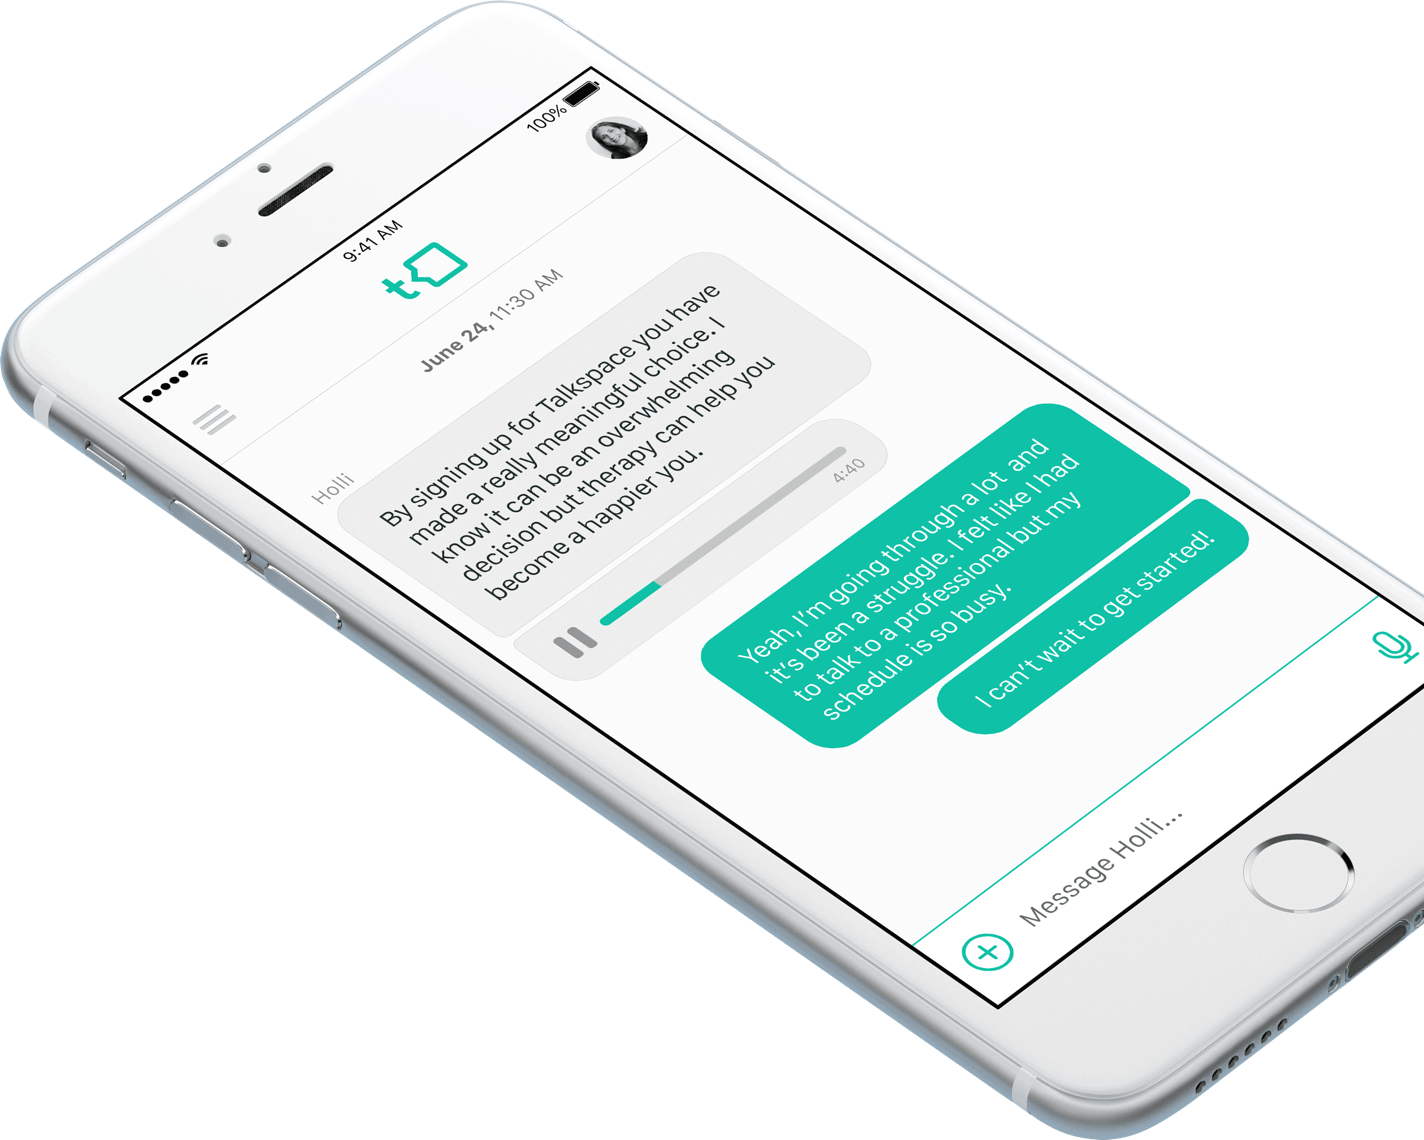 9:41 AM
100%
t
June 24, 11:30 AM
Holli
By signing up for Talkspace you have
made a really meaningful choice. I
know it can be an overwhelming
decision but therapy can help you
become a happier you.
4:40
Yeah, I'm going through a lot and
it's been a struggle. I felt like I had
to talk to a professional but my
schedule is so busy.
I can't wait to get started!
Message Holli...